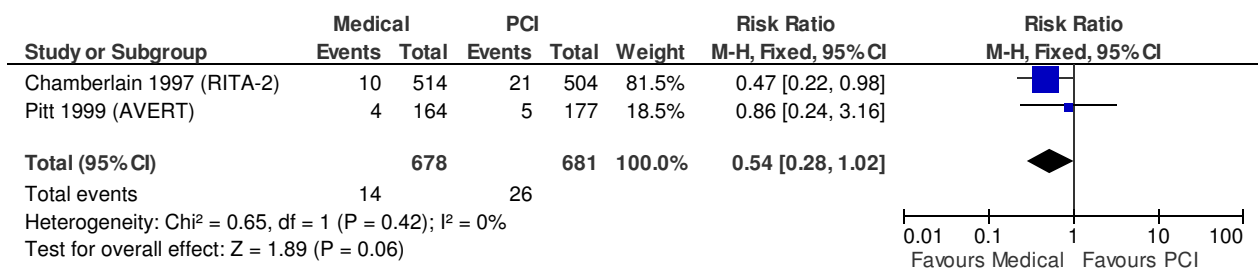 Medical PCI Risk Ratio Risk Ratio
Study or Subgroup Events Total Events Total Weight M-H, Fixed, 95% CI M-H, Fixed, 95% CI
Chamberlain 1997 (RITA-2) 10 514 21 504 81.5% 0.47 [0.22, 0.98]
Pitt 1999 (AVERT) 4 164 5 177 18.5% 0.86 [0.24, 3.16]
Total (95% CI) 678 681 100.0% 0.54 [0.28, 1.02]
Total events 14 26
Heterogeneity: Chi² = 0.65, df = 1 (P = 0.42); I² = 0%
Test for overall effect: Z = 1.89 (P = 0.06)
0.01 0.1 1 10 100
Favours Medical Favours PCI